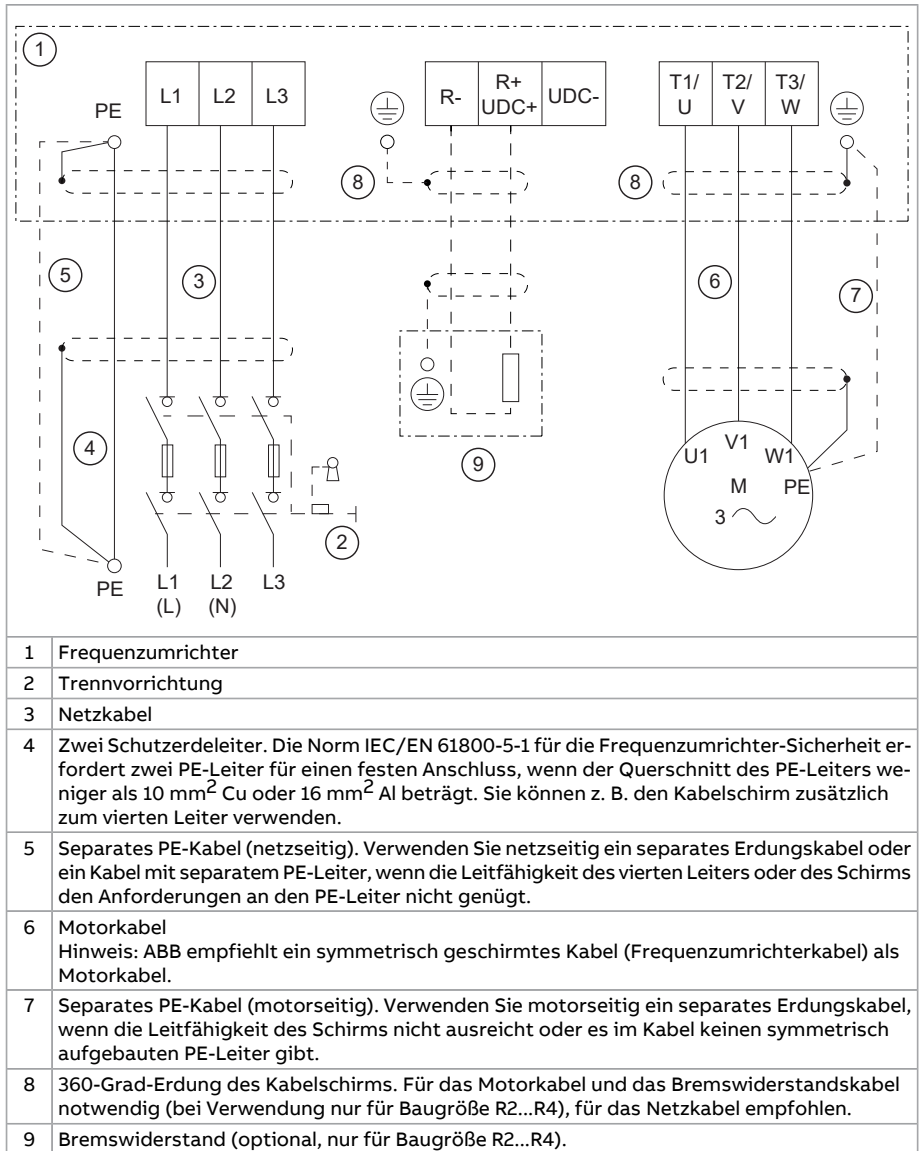 1
PE
L1 L2 L3
R- R+ UDC+ UDC-
T1/ U T2/ V T3/ W
8
8
5
3
6
7
4
9
2
U1 V1 W1
M PE
3
PE
L1 (L) L2 (N) L3
1 Frequenzumrichter
2 Trennvorrichtung
3 Netzkabel
4 Zwei Schutzerdeleiter. Die Norm IEC/EN 61800-5-1 für die Frequenzumrichter-Sicherheit er-
fordert zwei PE-Leiter für einen festen Anschluss, wenn der Querschnitt des PE-Leiters we-
niger als 10 mm2 Cu oder 16 mm2 Al beträgt. Sie können z. B. den Kabelschirm zusätzlich
zum vierten Leiter verwenden.
5 Separates PE-Kabel (netzseitig). Verwenden Sie netzseitig ein separates Erdungskabel oder
ein Kabel mit separatem PE-Leiter, wenn die Leitfähigkeit des vierten Leiters oder des Schirms
den Anforderungen an den PE-Leiter nicht genügt.
6 Motorkabel
Hinweis: ABB empfiehlt ein symmetrisch geschirmtes Kabel (Frequenzumrichterkabel) als
Motorkabel.
7 Separates PE-Kabel (motorseitig). Verwenden Sie motorseitig ein separates Erdungskabel,
wenn die Leitfähigkeit des Schirms nicht ausreicht oder es im Kabel keinen symmetrisch
aufgebauten PE-Leiter gibt.
8 360-Grad-Erdung des Kabelschirms. Für das Motorkabel und das Bremswiderstandskabel
notwendig (bei Verwendung nur für Baugröße R2...R4), für das Netzkabel empfohlen.
9 Bremswiderstand (optional, nur für Baugröße R2...R4).